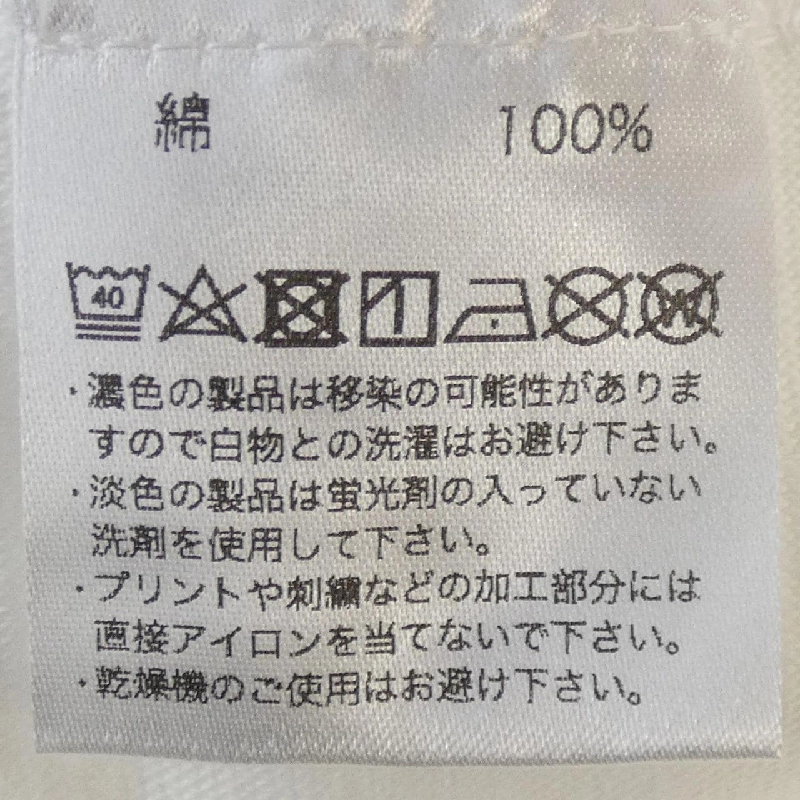 綿 100%
40 W
・濃色の製品は移染の可能性がありま
すので白物との洗濯はお避け下さい。
・淡色の製品は蛍光剤の入っていない
洗剤を使用して下さい。
・プリントや刺繍などの加工部分には
直接アイロンを当てないで下さい。
・乾燥機のご使用はお避け下さい。